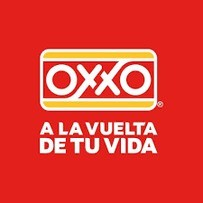 OXXO
®
A LA VUELTA
DE TU VIDA